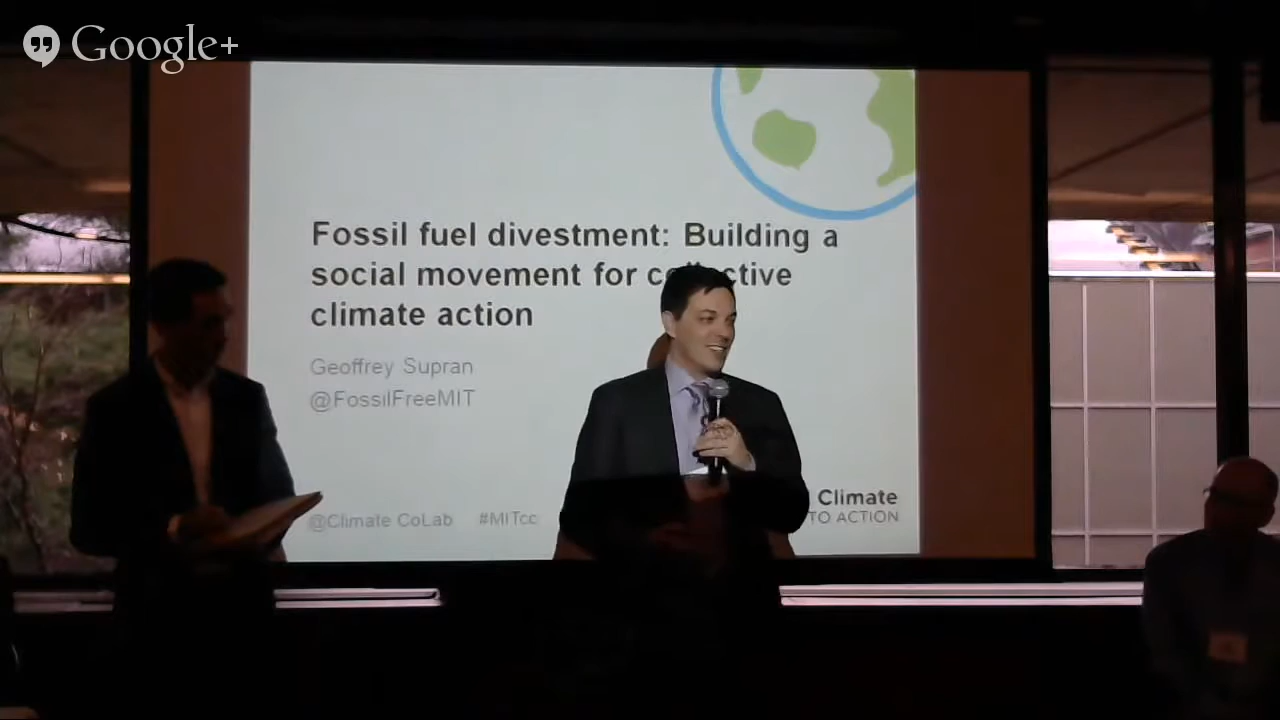 Google+
Fossil fuel divestment: Building a
social movement for collective
climate action
Geoffrey Supran
@FossilFreeMIT
@Climate CoLab #MITcc
Climate
TO ACTION